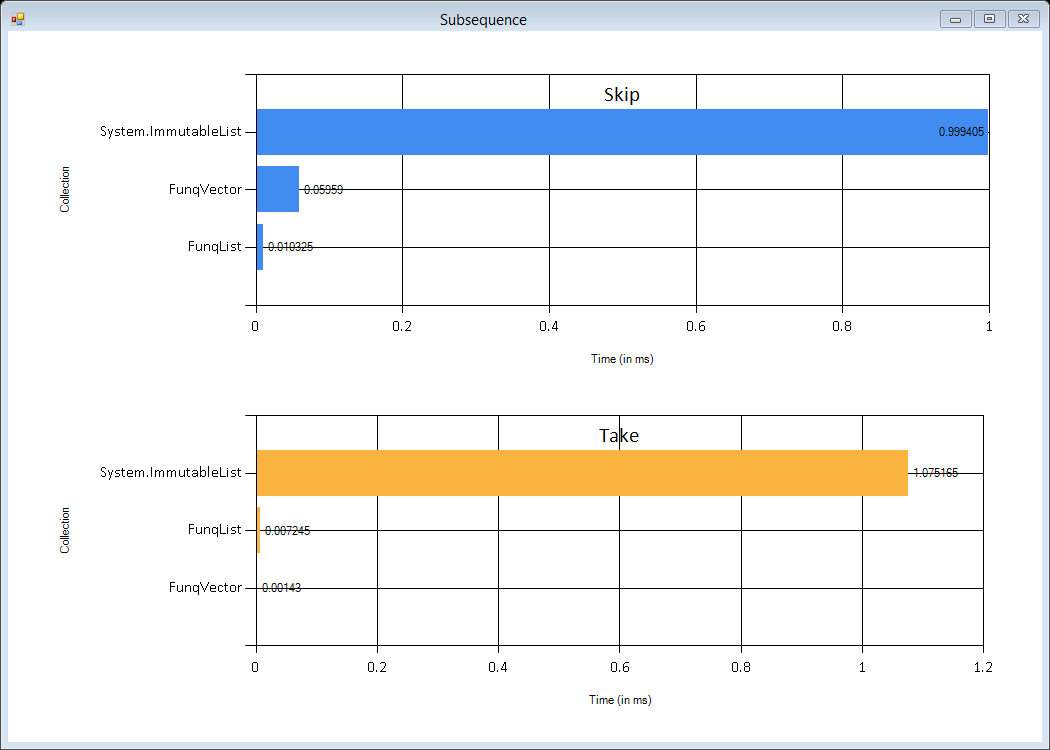 Subsequence
Skip
System.ImmutableList
0.999405
FunqVector
0.05959
FunqList
0.010325
Collection
0 0.2 0.4 0.6 0.8 1
Time (in ms)
Take
System.ImmutableList
1.075165
FunqList
0.007245
FunqVector
0.00143
Collection
0 0.2 0.4 0.6 0.8 1 1.2
Time (in ms)